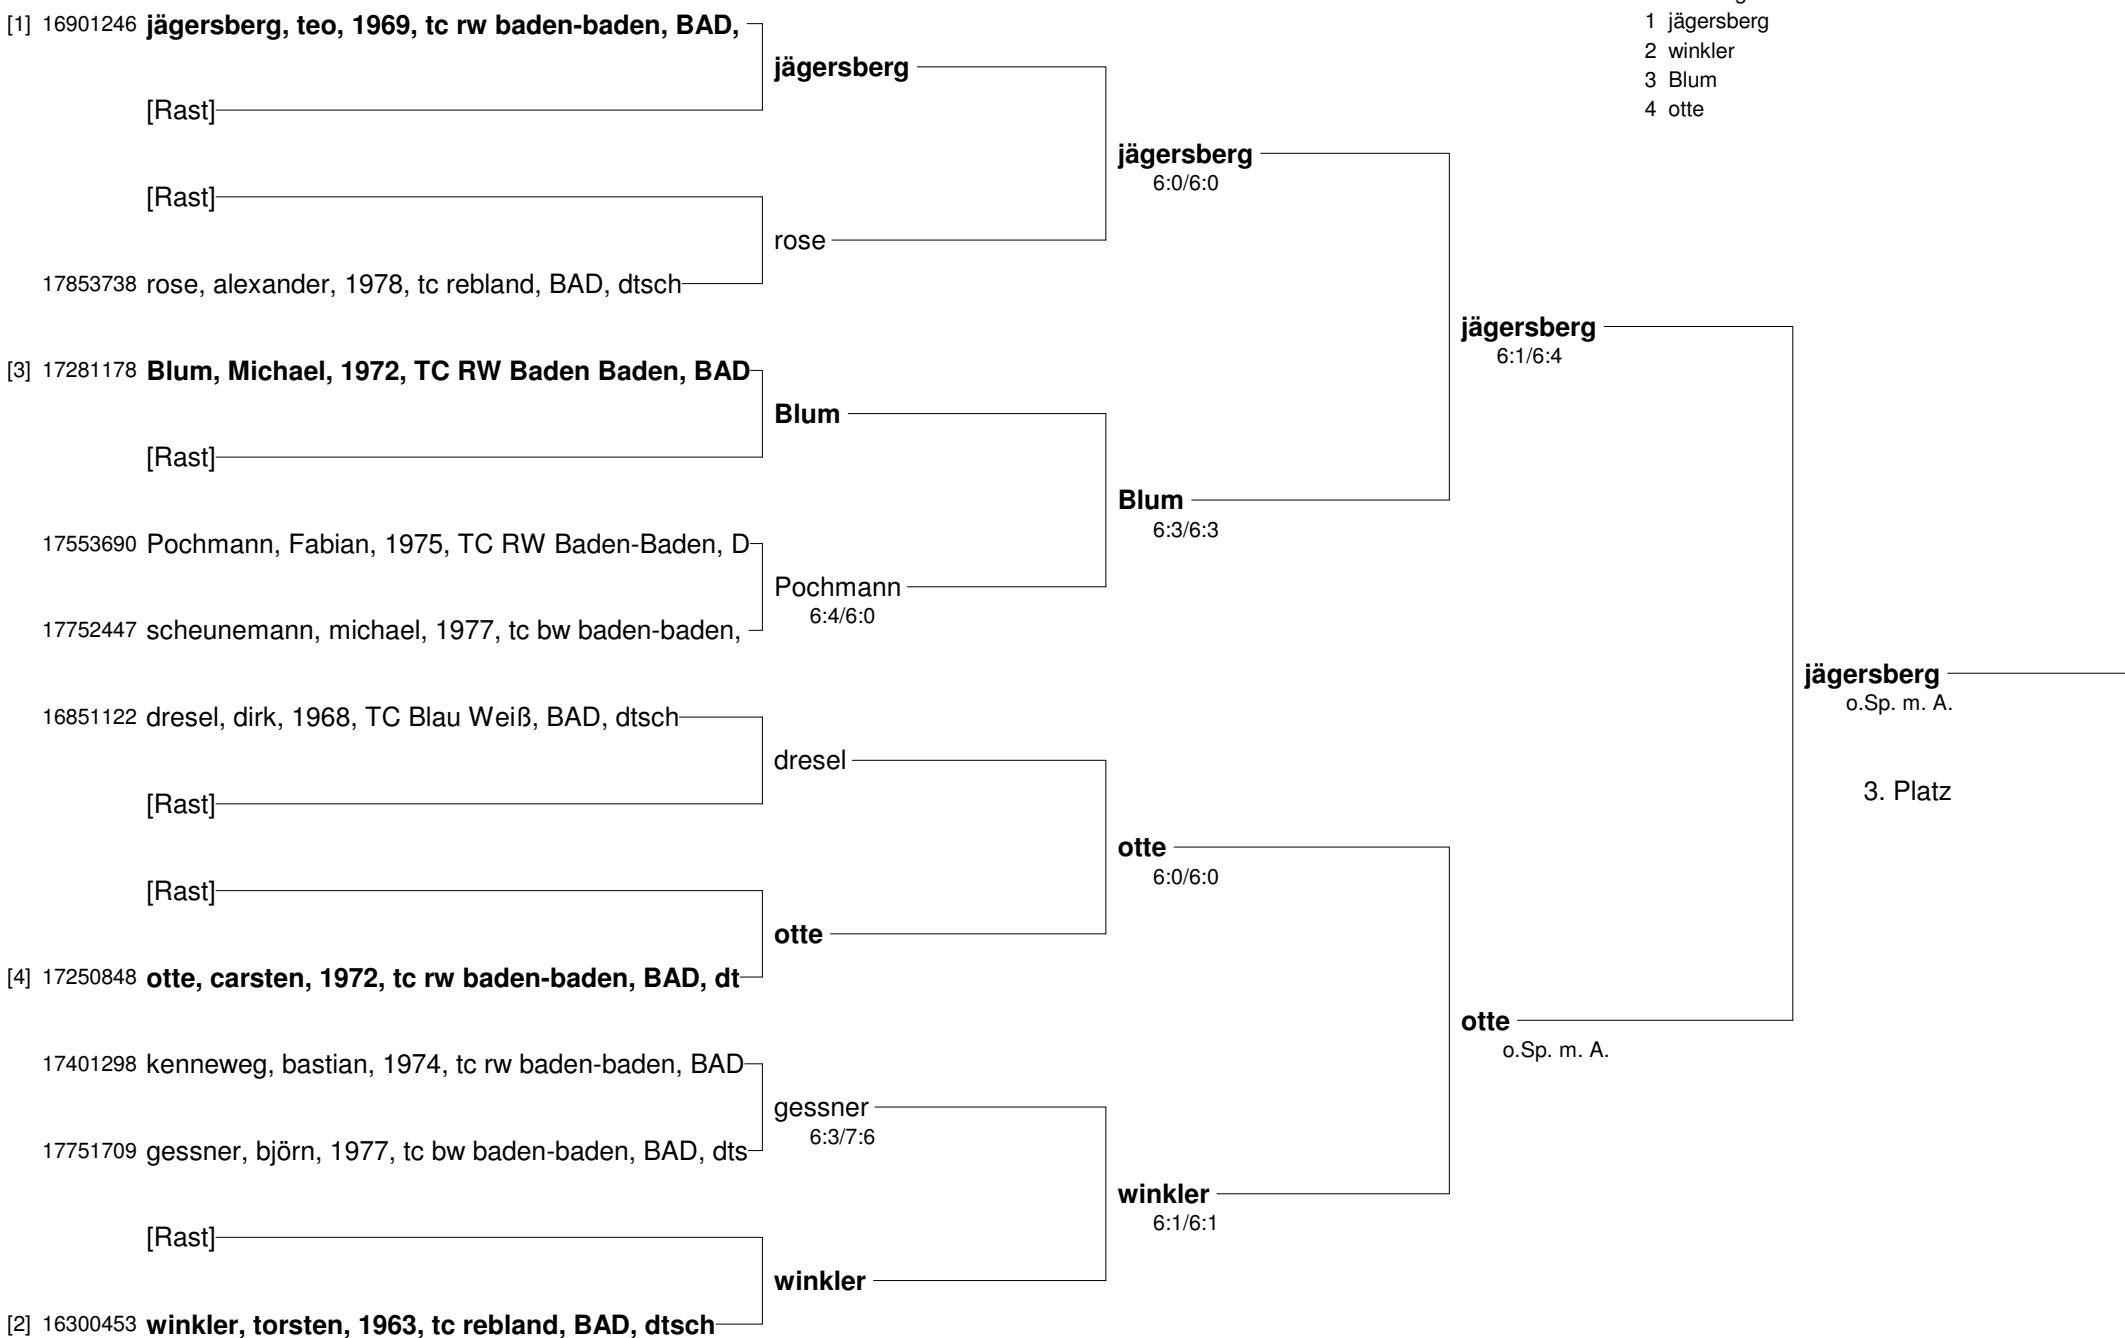 1 jägersberg
2 winkler
3 Blum
4 otte
[1] 16901246 jägersberg, teo, 1969, tc rw baden-baden, BAD,
jägersberg
[Rast]
jägersberg
6:0/6:0
[Rast]
rose
17853738 rose, alexander, 1978, tc rebland, BAD, dtsch
jägersberg
6:1/6:4
[3] 17281178 Blum, Michael, 1972, TC RW Baden Baden, BAD
Blum
[Rast]
Blum
6:3/6:3
17553690 Pochmann, Fabian, 1975, TC RW Baden-Baden, D
Pochmann
6:4/6:0
17752447 scheunemann, michael, 1977, tc bw baden-baden,
jägersberg
o.Sp. m. A.
16851122 dresel, dirk, 1968, TC Blau Weiß, BAD, dtsch
dresel
3. Platz
[Rast]
otte
6:0/6:0
[Rast]
otte
[4] 17250848 otte, carsten, 1972, tc rw baden-baden, BAD, dt
otte
o.Sp. m. A.
17401298 kenneweg, bastian, 1974, tc rw baden-baden, BAD
gessner
6:3/7:6
17751709 gessner, björn, 1977, tc bw baden-baden, BAD, dts
winkler
6:1/6:1
[Rast]
winkler
[2] 16300453 winkler, torsten, 1963, tc rebland, BAD, dtsch